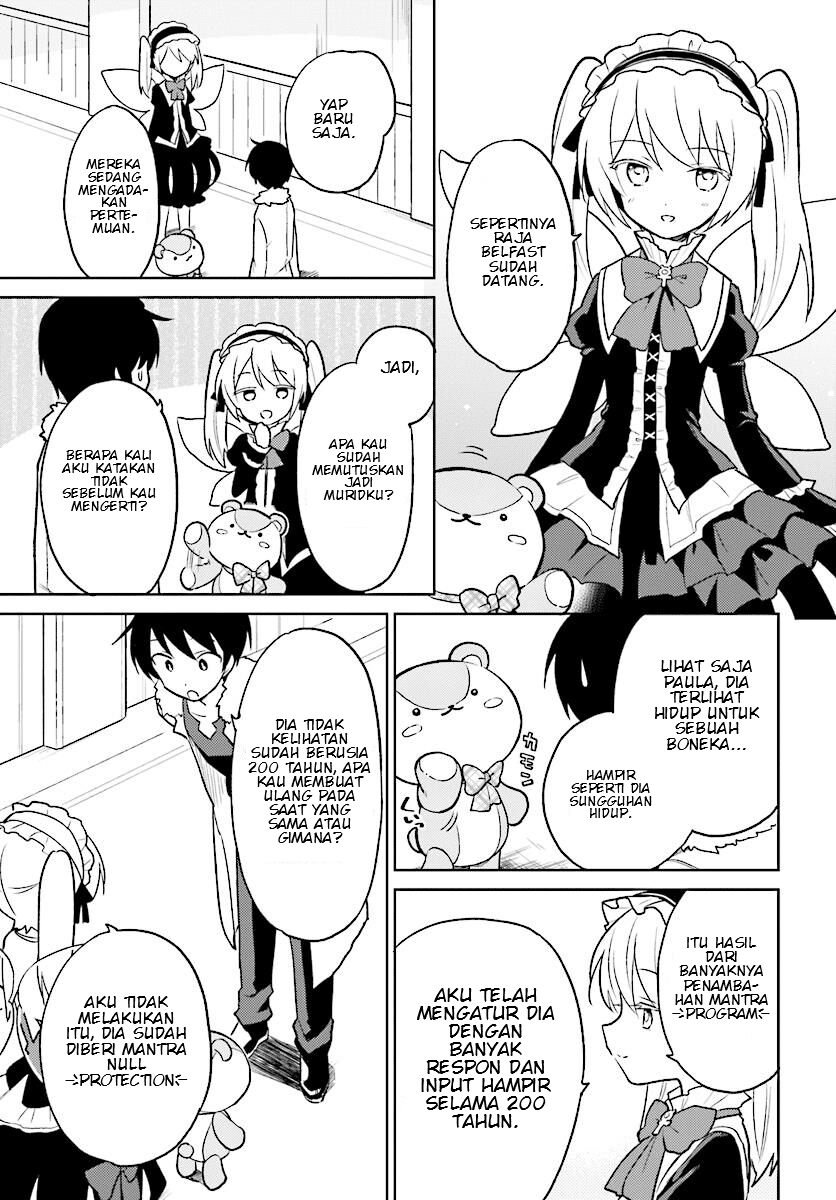 SEPERTINYA
RAJA
BELFAST
SUDAH
DATANG.
YAP
BARU
SAJA.
MEREKA
SEDANG
MENGADA-
KAN
PERTE-
MUAN.
JADI,
APA KAU
SUDAH
MEMUTUSKAN
JADI
MURIDKU?
BERAPA KAU
AKU KATAKAN
TIDAK
SEBELUM KAU
MENGERTI?
LIHAT SAJA
PAULA, DIA
TERLIHAT
HIDUP UNTUK
SEBUAH
BONEKA...
HAMPIR
SEPERTI DIA
SUNGGUHAN
HIDUP.
ITU HASIL
DARI
BANYAKNYA
PENAMBA-
HAN MANTRA
→PROGRAM←
AKU TELAH
MENGATUR DIA
DENGAN
BANYAK
RESPON DAN
INPUT HAMPIR
SELAMA 200
TAHUN.
DIA TIDAK
KELIHATAN
SUDAH BERUSIA
200 TAHUN, APA
KAU MEMBUAT
ULANG PADA
SAAT YANG
SAMA ATAU
GIMANA?
AKU TIDAK
MELAKUKAN
ITU, DIA SUDAH
DIBERI MANTRA
NULL
→PROTECTION←